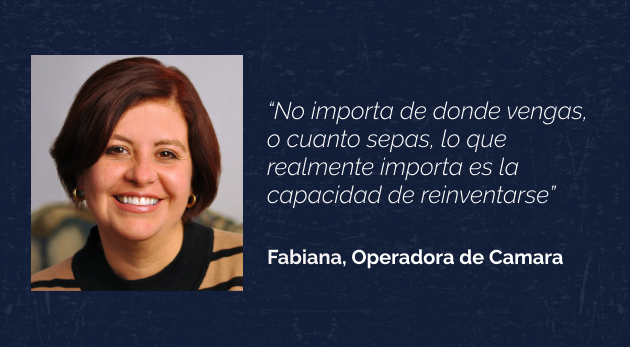 “No importa de donde vengas,
o cuanto sepas, lo que
realmente importa es la
capacidad de reinventarse”
Fabiana, Operadora de Camara